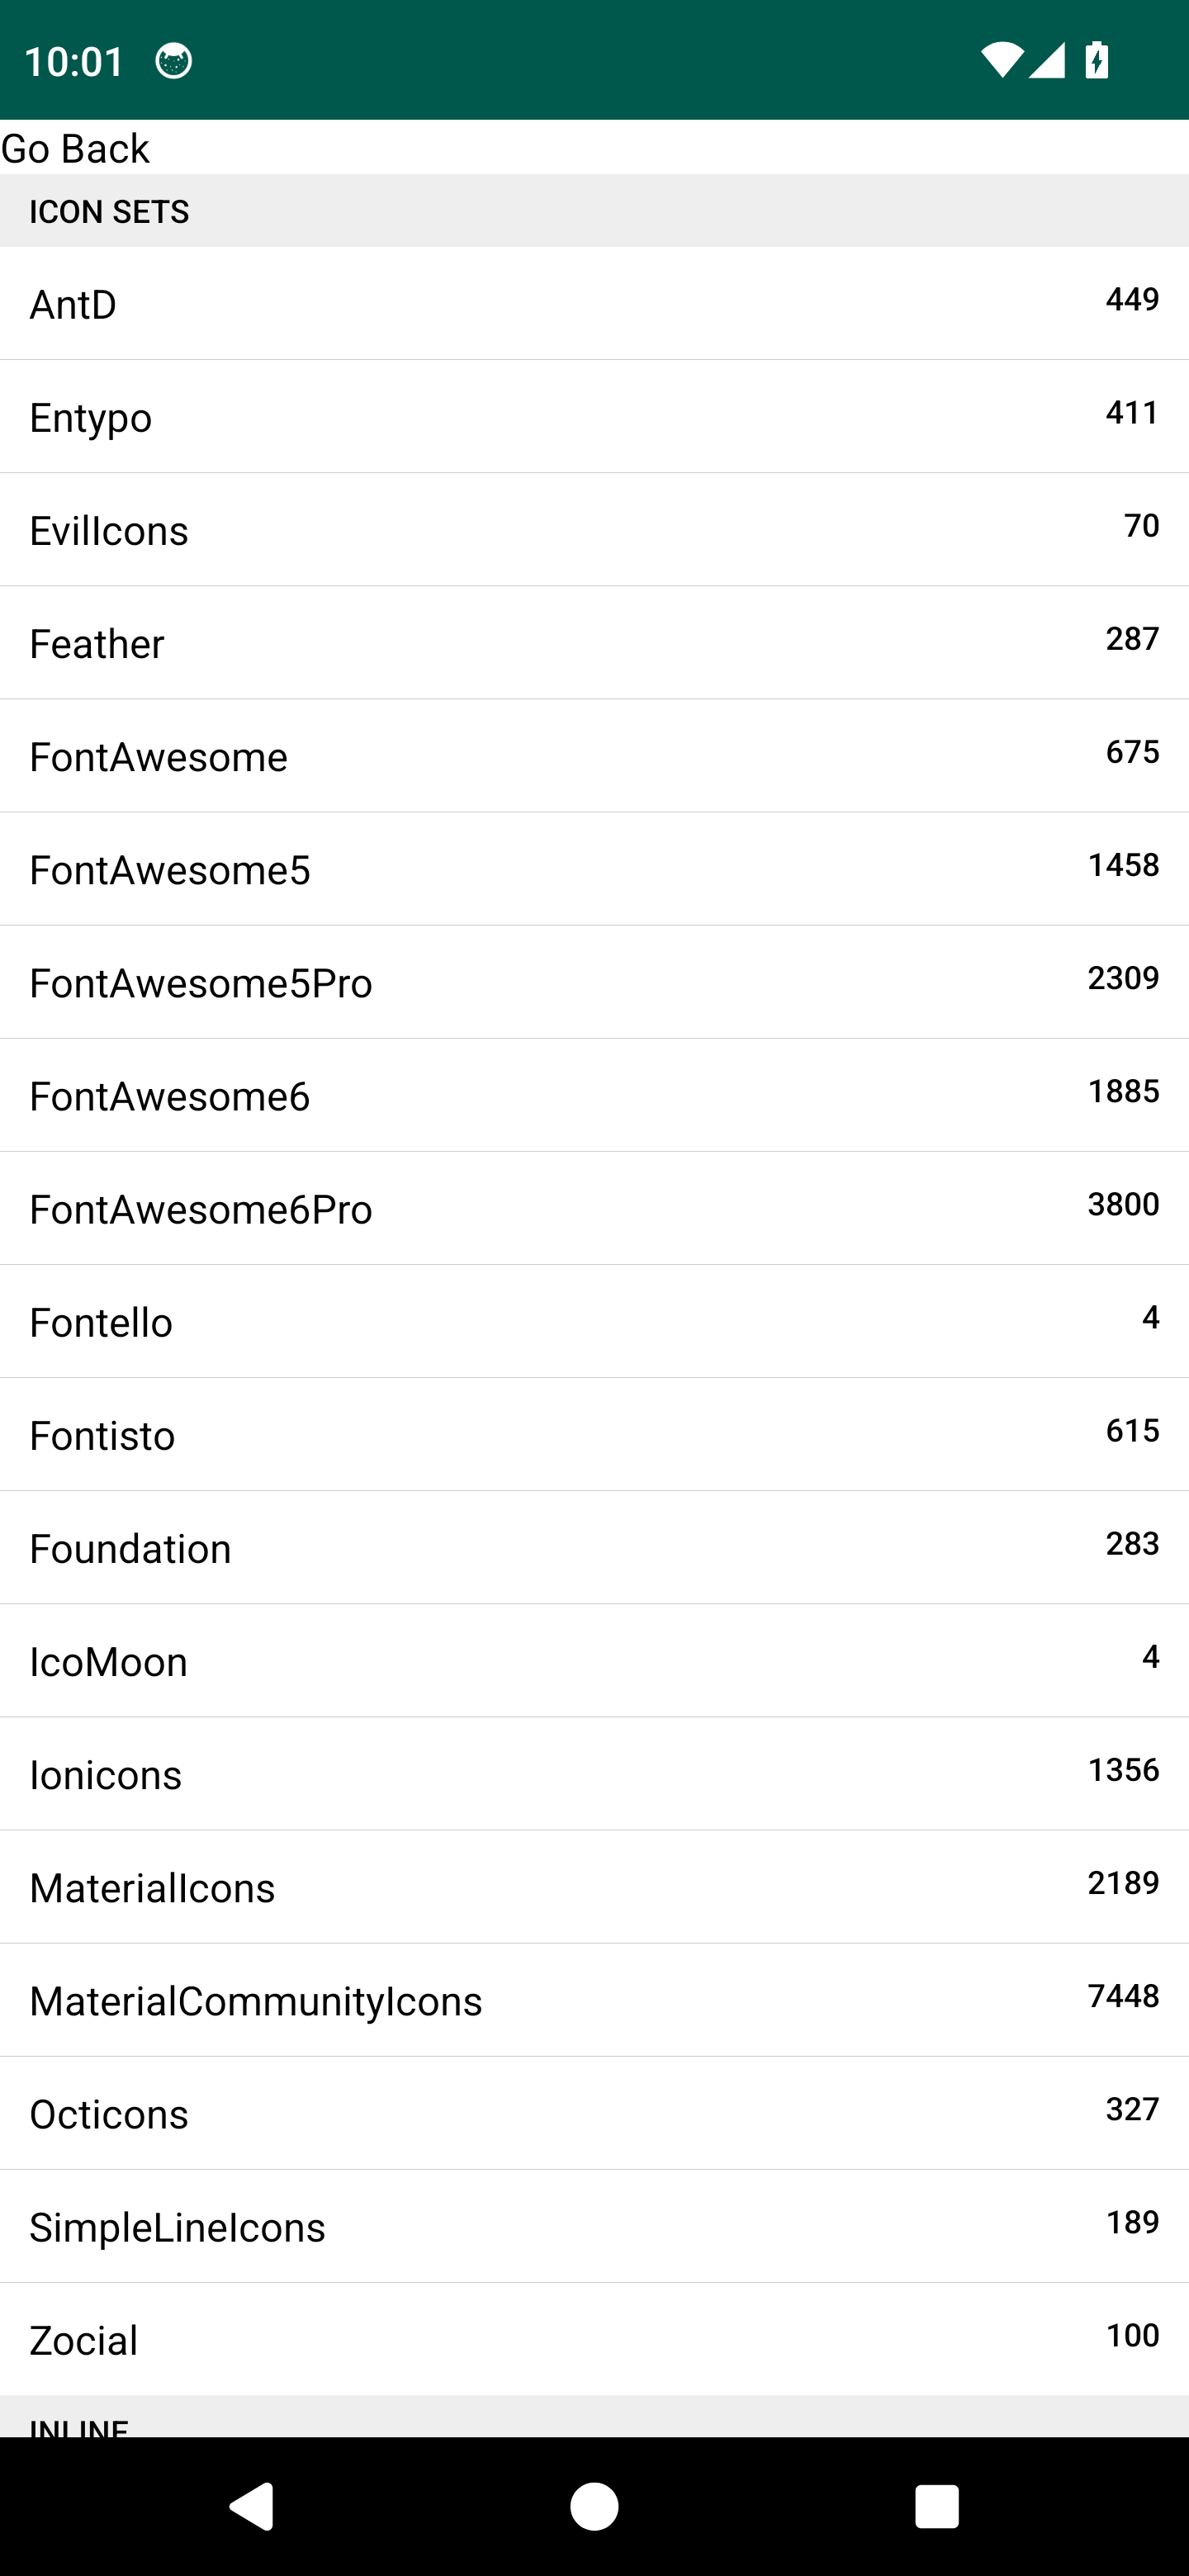 10:01
Go Back
ICON SETS
AntD 449
Entypo 411
EvilIcons 70
Feather 287
FontAwesome 675
FontAwesome5 1458
FontAwesome5Pro 2309
FontAwesome6 1885
FontAwesome6Pro 3800
Fontello 4
Fontisto 615
Foundation 283
IcoMoon 4
Ionicons 1356
MaterialIcons 2189
MaterialCommunityIcons 7448
Octicons 327
SimpleLineIcons 189
Zocial 100
INLINE